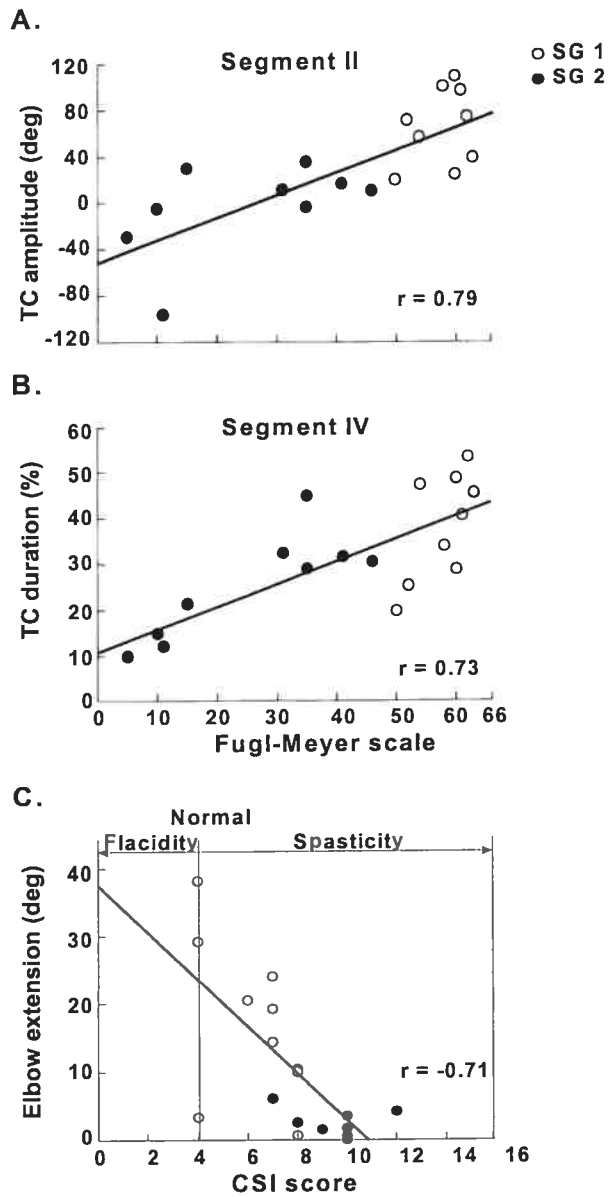 A.
Segment II
SG 1
SG 2
TC amplitude (deg)
120
80
40
0
-40
-80
-120
r = 0.79
B.
Segment IV
TC duration (%)
60
50
40
30
20
10
0
r = 0.73
0 10 20 30 40 50 60 66
Fugl-Meyer scale
C.
Normal
Flacidity
Spasticity
Elbow extension (deg)
40
30
20
10
0
r = -0.71
0 2 4 6 8 10 12 14 16
CSI score